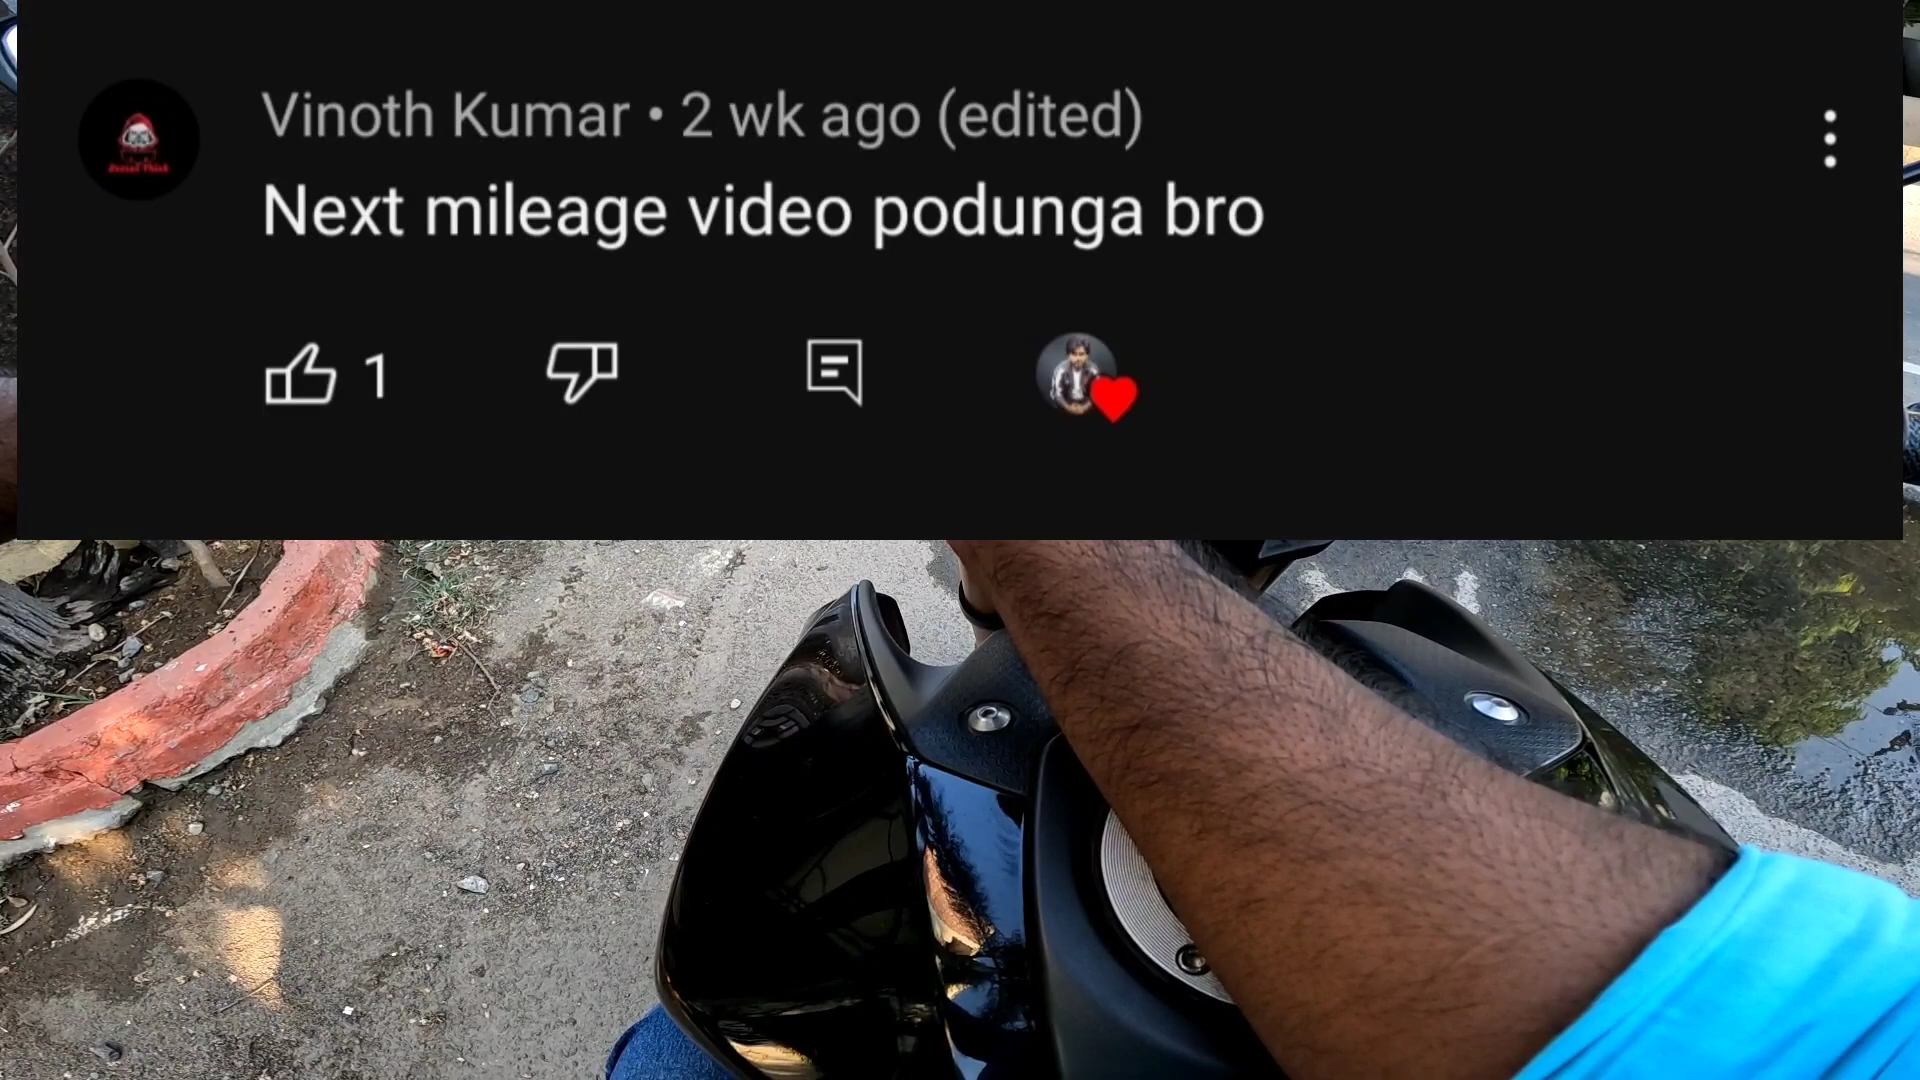 Vinoth Kumar • 2 wk ago (edited)
Next mileage video podunga bro
1